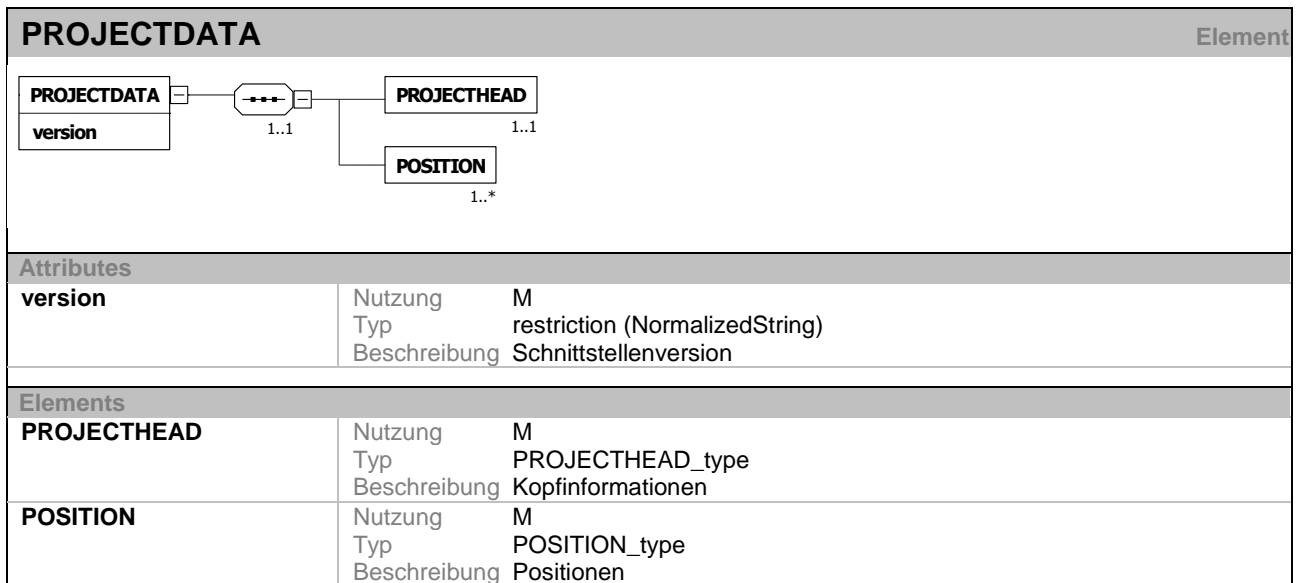 PROJECTDATA Element
PROJECTDATA
version
1..1
PROJECTHEAD
1..1
POSITION
1..*
Attributes
version Nutzung M
Typ restriction (NormalizedString)
Beschreibung Schnittstellenversion
Elements
PROJECTHEAD Nutzung M
Typ PROJECTHEAD_type
Beschreibung Kopfinformationen
POSITION Nutzung M
Typ POSITION_type
Beschreibung Positionen